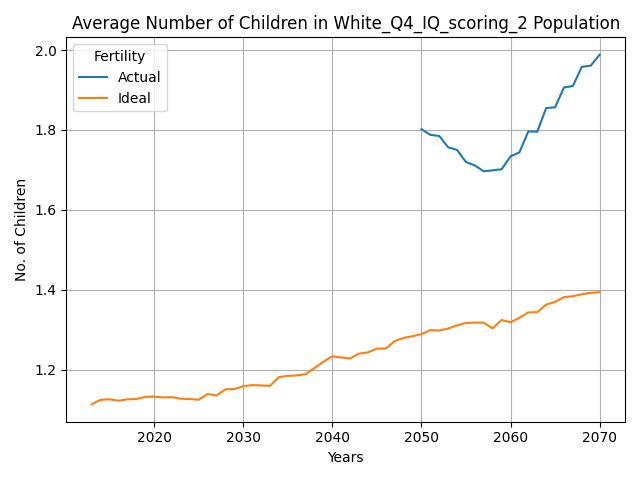 Average Number of Children in White_Q4_IQ_scoring_2 Population
Fertility
Actual
Ideal
No. of Children
2.0
1.8
1.6
1.4
1.2
2020 2030 2040 2050 2060 2070
Years